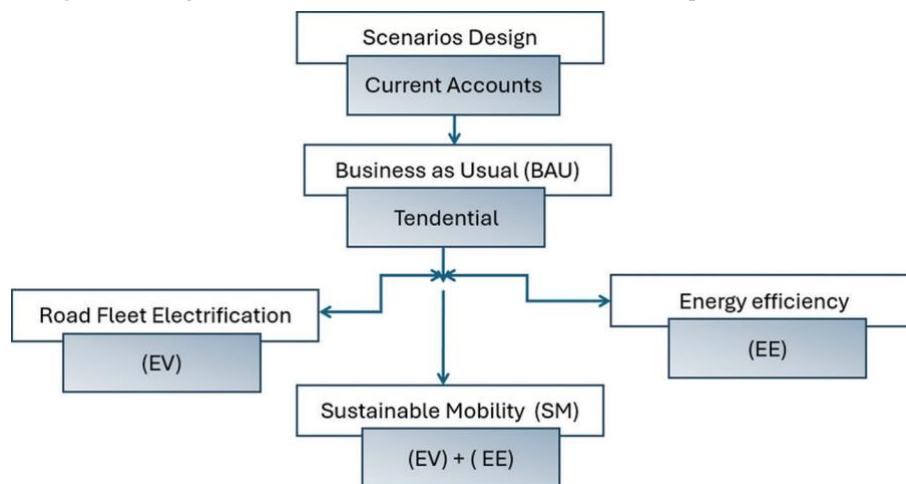 Scenarios Design
Current Accounts
Business as Usual (BAU)
Tendential
Road Fleet Electrification
(EV)
Energy efficiency
(EE)
Sustainable Mobility (SM)
(EV) + ( EE)